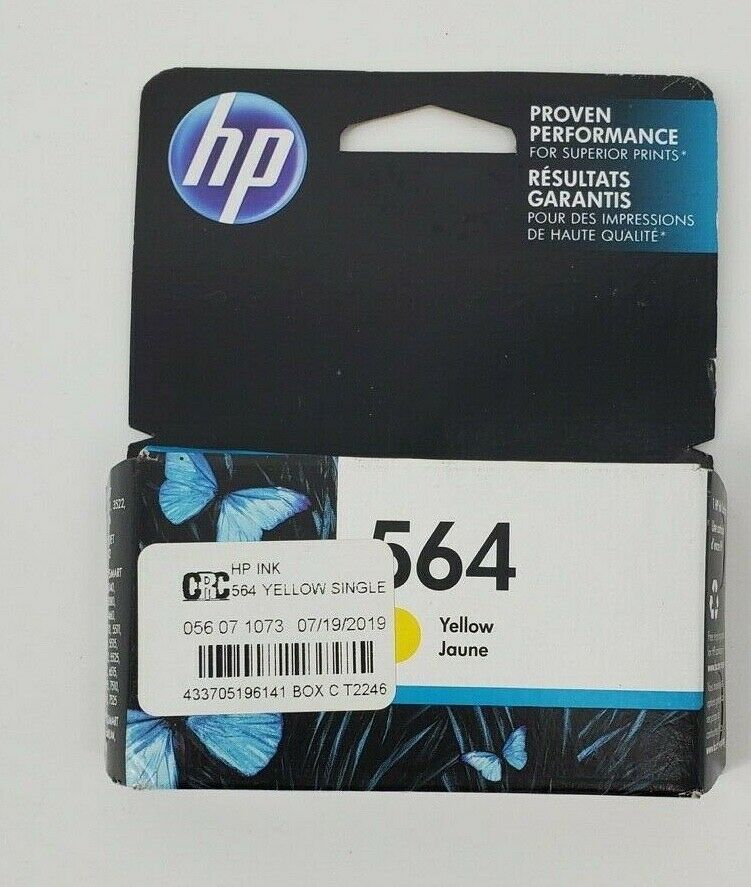 hp
PROVEN
PERFORMANCE
FOR SUPERIOR PRINTS*
RÉSULTATS
GARANTIS
POUR DES IMPRESSIONS
DE HAUTE QUALITÉ*
3522,
564
Yellow
Jaune
HP INK
CRC 564 YELLOW SINGLE
056 07 1073 07/19/2019
433705196141 BOX C T2246